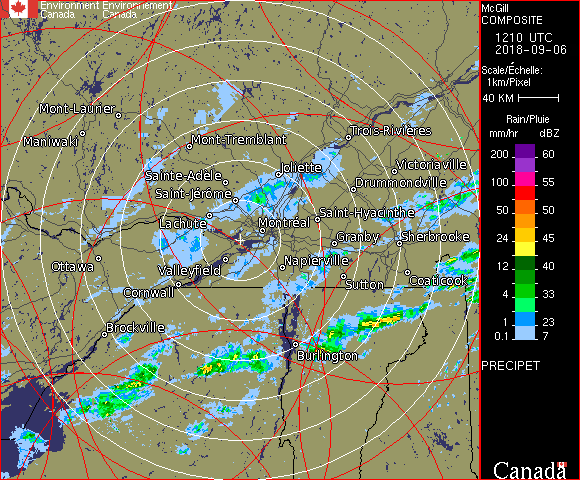 Environment Environnement
Canada Canada
McGill
COMPOSITE
1210 UTC
2018-09-06
Scale/Échelle:
1km/Pixel
40 KM
Rain/Pluie
mm/hr dBZ
200 60
100 55
50 50
24 45
12 40
4 33
1 23
0.1 7
PRECIPET
Canada
Mont-Laurier
Maniwaki
Mont-Tremblant
Trois-Rivières
Sainte-Adèle
Joliette
Victoriaville
Saint-Jérôme
Drummondville
Lachute
Montréal
Saint-Hyacinthe
Granby
Sherbrooke
Ottawa
Valleyfield
Napierville
Cornwall
Sutton
Coaticook
Brockville
Burlington